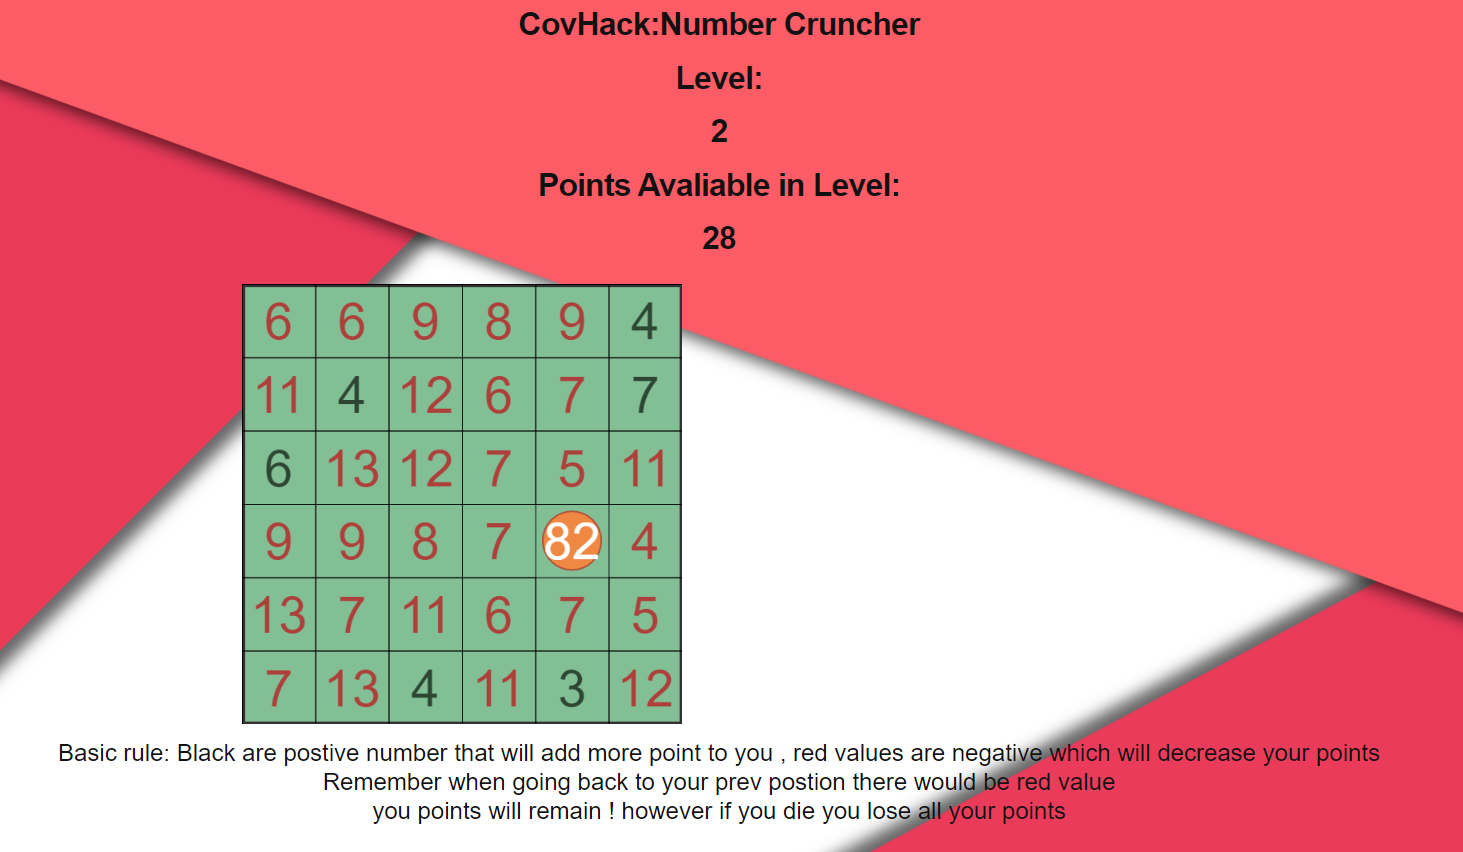 CovHack:Number Cruncher
Level:
2
Points Avaliable in Level:
28
6 6 9 8 9 4
11 4 12 6 7 7
6 13 12 7 5 11
9 9 8 7 82 4
13 7 11 6 7 5
7 13 4 11 3 12
Basic rule: Black are postive number that will add more point to you , red values are negative which will decrease your points
Remember when going back to your prev postion there would be red value
you points will remain ! however if you die you lose all your points